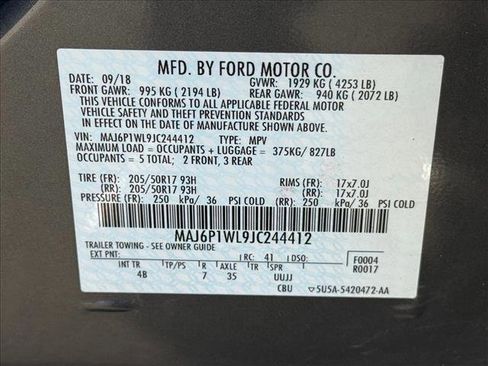 MFD. BY FORD MOTOR CO.
DATE: 09/18 GVWR: 1929 KG ( 4253 LB)
FRONT GAWR: 995 KG ( 2194 LB) REAR GAWR: 940 KG ( 2072 LB)
THIS VEHICLE CONFORMS TO ALL APPLICABLE FEDERAL MOTOR
VEHICLE SAFETY AND THEFT PREVENTION STANDARDS IN EFFECT ON THE
DATE OF MANUFACTURE SHOWN ABOVE.
VIN: MAJ6P1WL9JC244412 TYPE: MPV
MAXIMUM LOAD = OCCUPANTS + LUGGAGE = 375KG/ 827LB
OCCUPANTS = 5 TOTAL; 2 FRONT, 3 REAR
TIRE (FR): 205/50R17 93H RIMS (FR): 17x7.0J
(RR): 205/50R17 93H (RR): 17x7.0J
PRESSURE (FR): 250 kPa/ 36 PSI COLD (RR): 250 kPa/ 36 PSI COLD
MAJ6P1WL9JC244412
TRAILER TOWING - SEE OWNER GUIDE
EXT PNT: RC: 41 DSO: F0004
R0017
INT TR TP/PS R AXLE TR SPR
4B 7 35 UUJJ
CBU ▽5U5A-5420472-AA